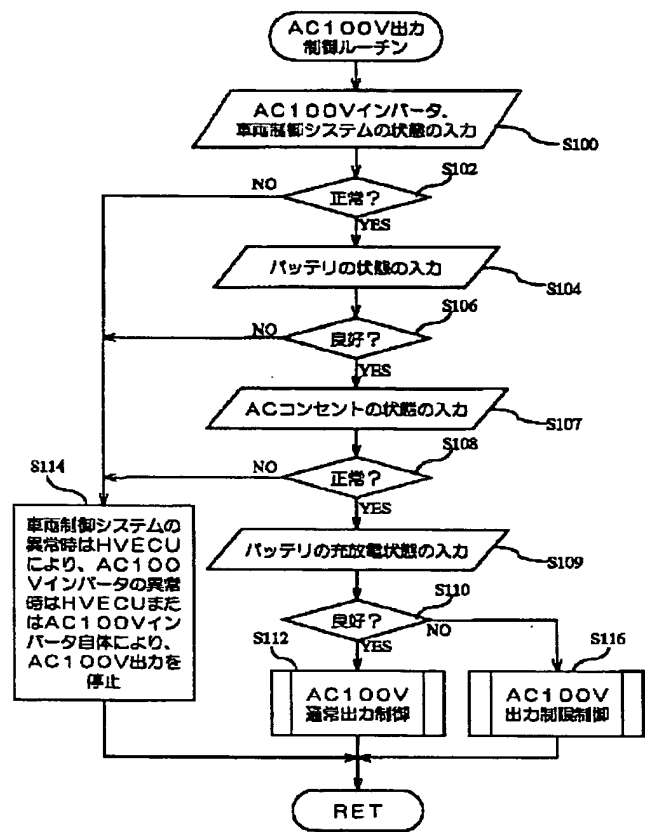 AC100V出力
制御ルーチン
AC100Vインバータ、
車両制御システムの状態の入力
S100
S102
正常?
NO
YES
バッテリの状態の入力
S104
S106
良好?
NO
YES
ACコンセントの状態の入力
S107
S108
正常?
NO
YES
S114
車両制御システムの
異常時はHVECU
により、AC100
Vインバータの異常
時はHVECUまた
はAC100Vイン
バータ自体により、
AC100V出力を
停止
バッテリの充放電状態の入力
S109
S110
良好?
NO
YES
S112
AC100V
通常出力制御
S116
AC100V
出力制限制御
RET